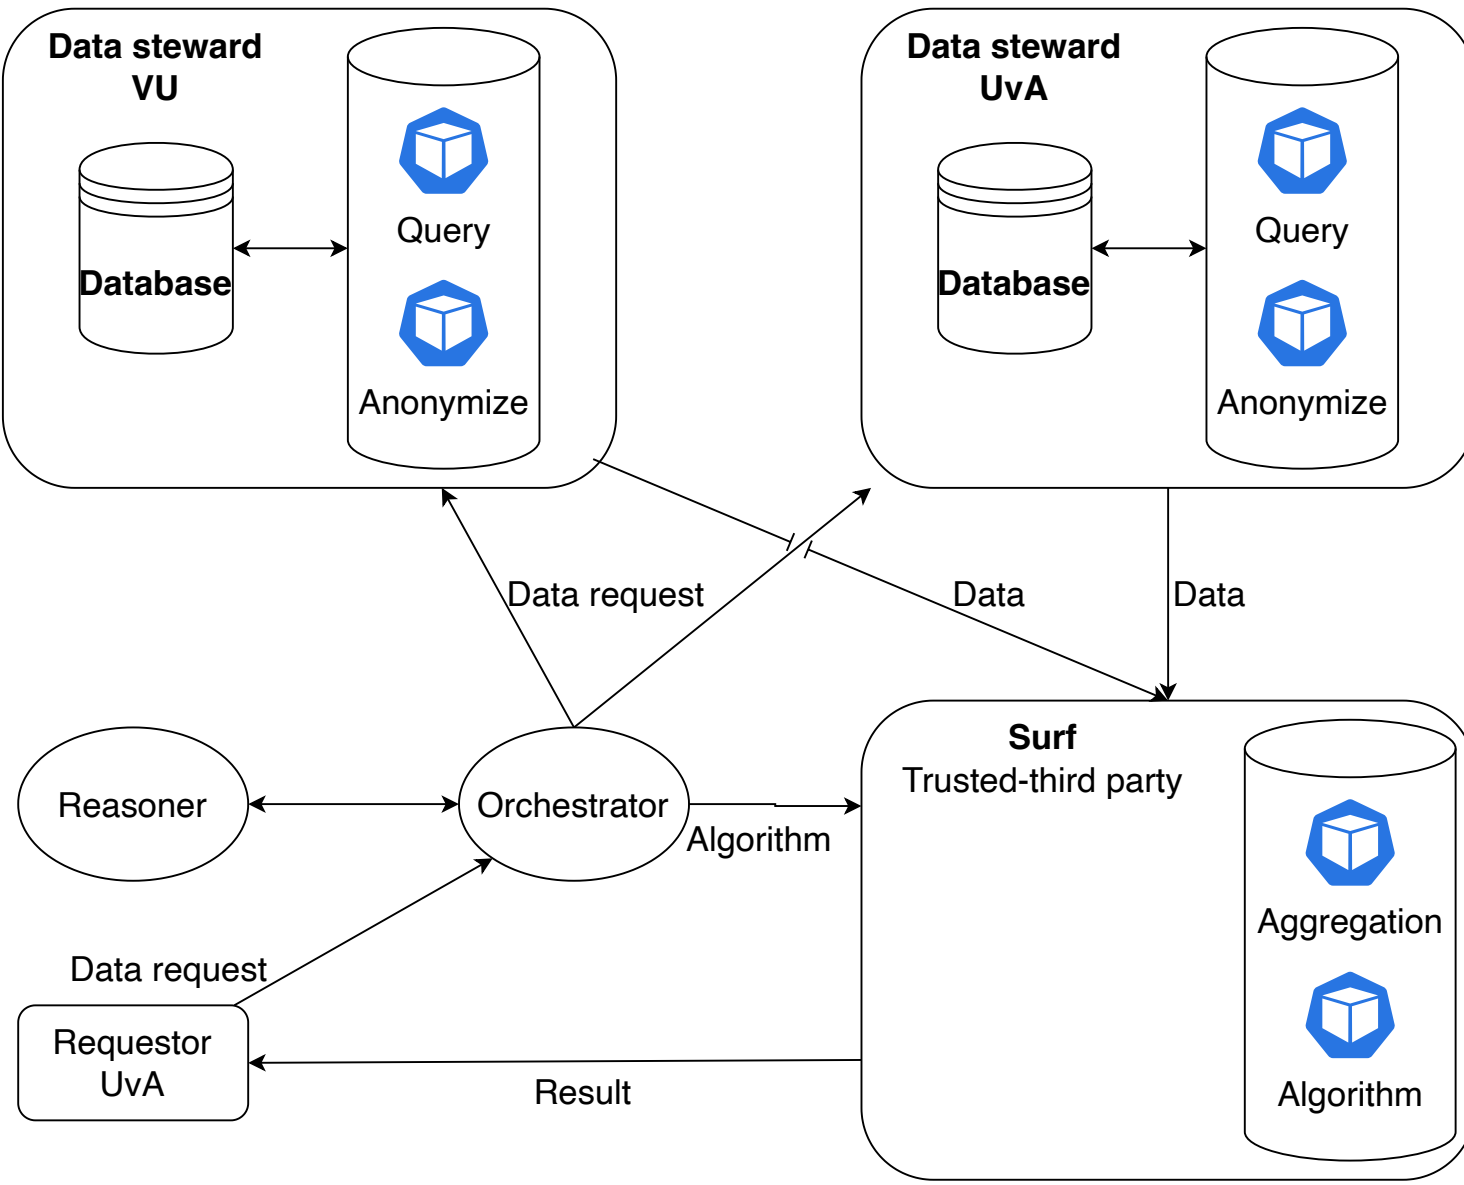 Data steward
VU
Database
Query
Anonymize
Data steward
UvA
Database
Query
Anonymize
Data request
Data
Data
Reasoner
Orchestrator
Algorithm
Surf
Trusted-third party
Aggregation
Algorithm
Data request
Requestor
UvA
Result